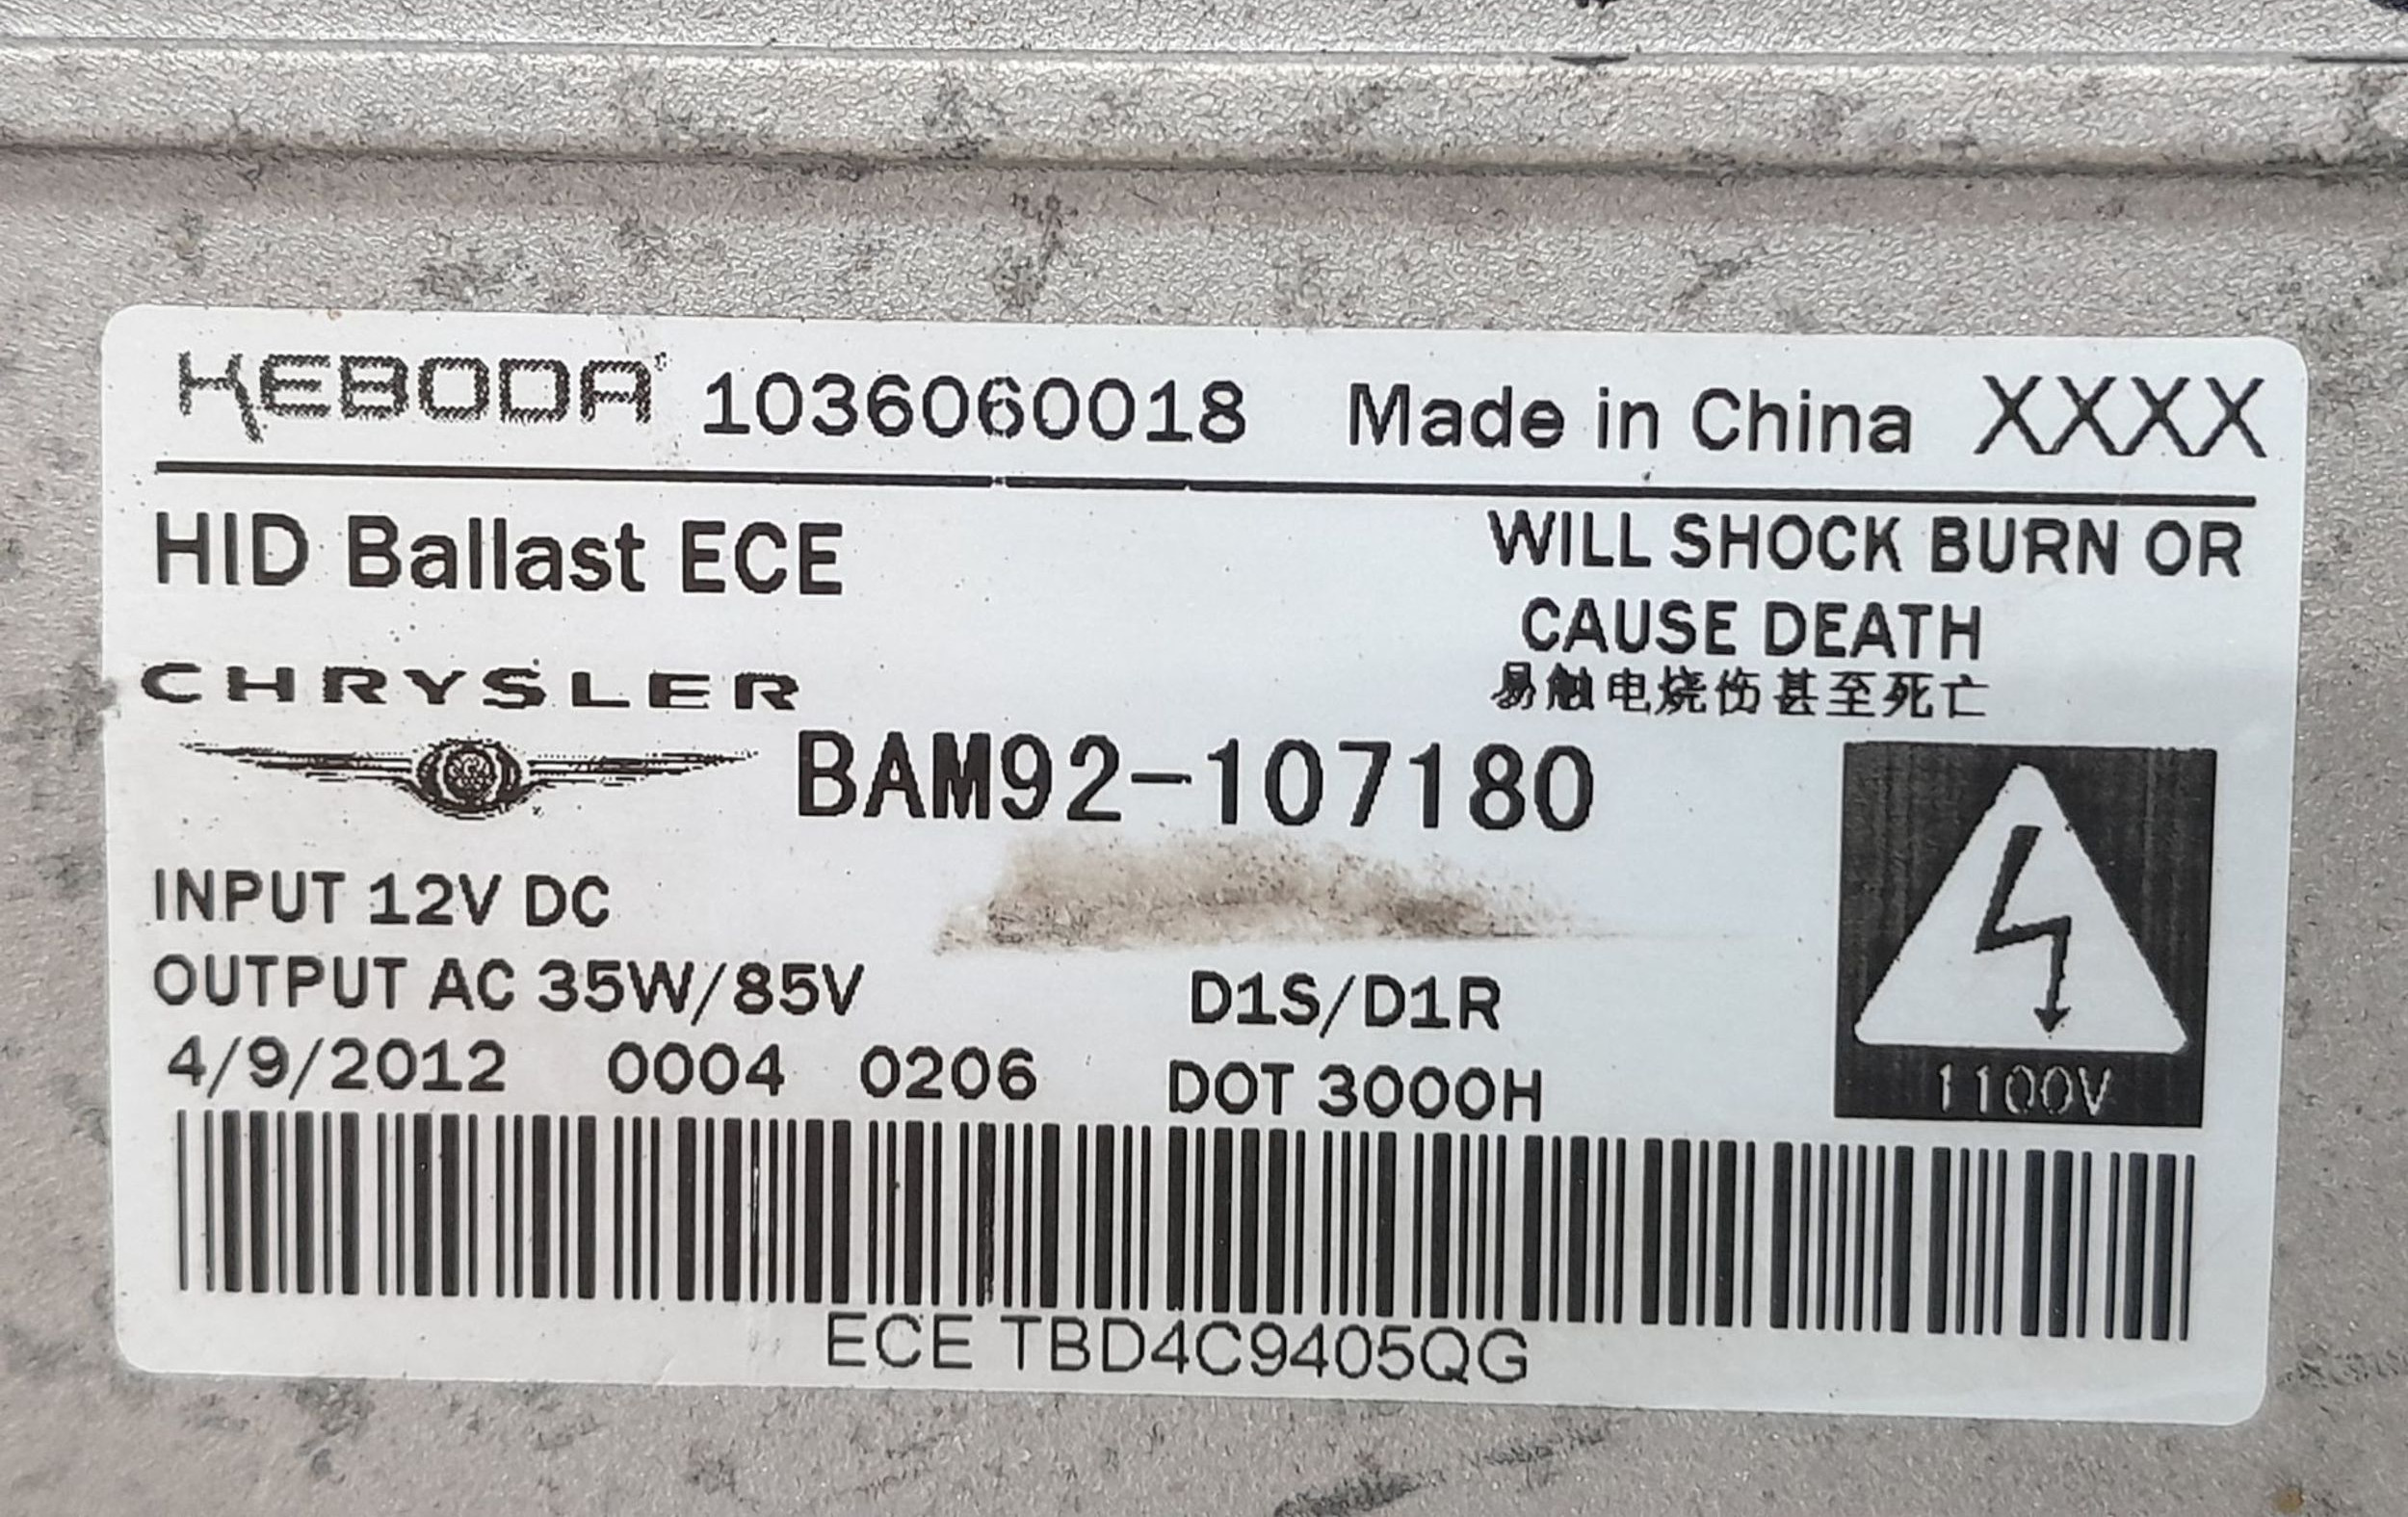 KEBODA 1036060018 Made in China XXXX
HID Ballast ECE
WILL SHOCK BURN OR
CAUSE DEATH
易触电烧伤甚至死亡
CHRYSLER
BAM92-107180
INPUT 12V DC
OUTPUT AC 35W/85V D1S/D1R
4/9/2012 0004 0206 DOT 3000H
1100V
ECE TBD4C9405QG